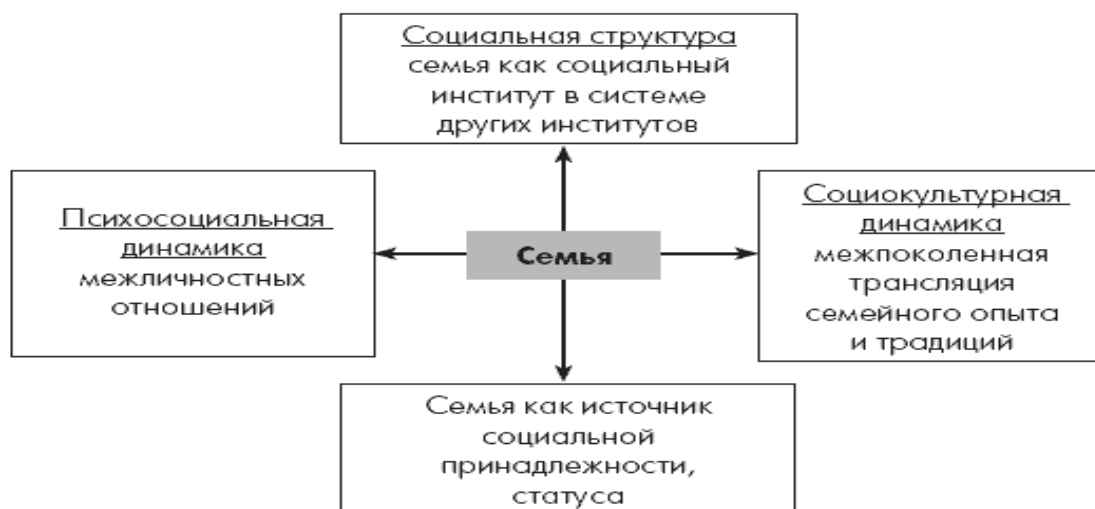 Социальная структура
семья как социальный
институт в системе
других институтов
Психосоциальная
динамика
межличностных
отношений
Семья
Социокультурная
динамика
межпоколенная
трансляция
семейного опыта
и традиций
Семья как источник
социальной
принадлежности,
статуса